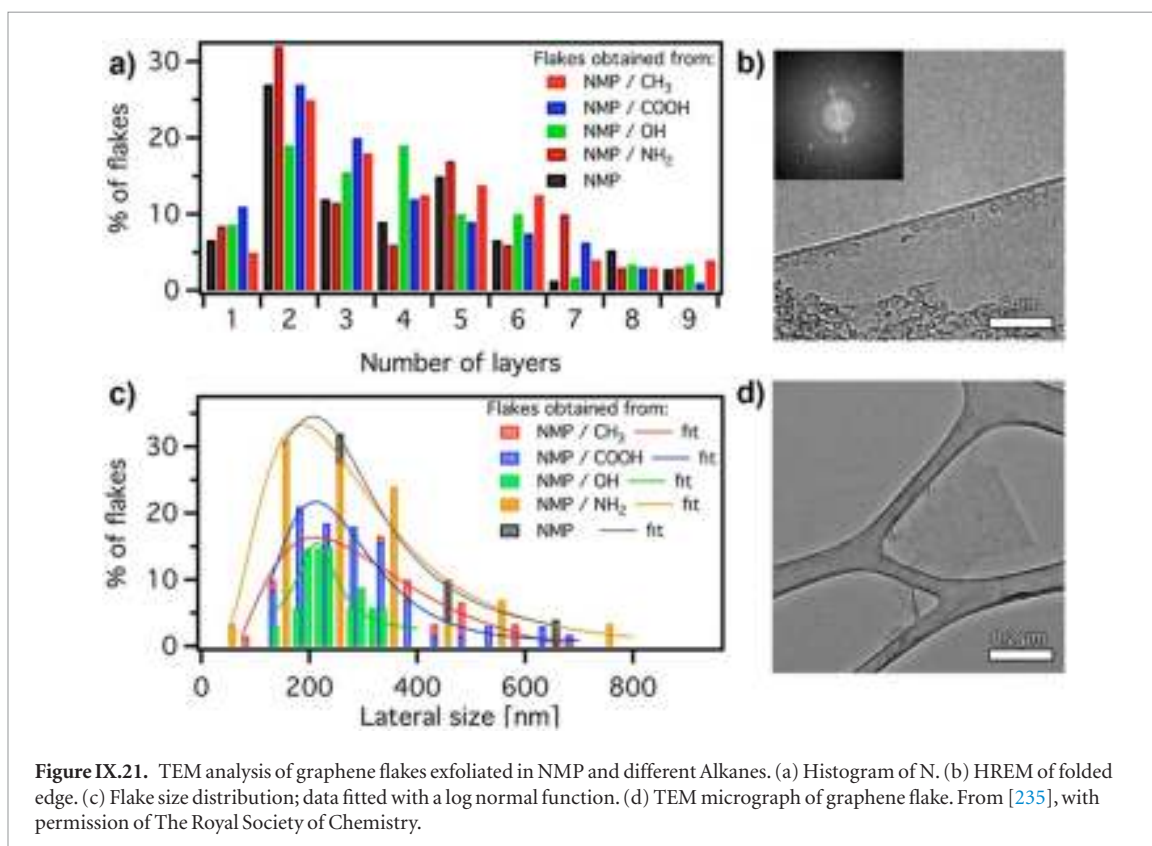 a)
% of flakes
30
20
10
0
Flakes obtained from:
NMP / CH₃
NMP / COOH
NMP / OH
NMP / NH₂
NMP
1 2 3 4 5 6 7 8 9
Number of layers
b)
c)
% of flakes
30
20
10
0
Flakes obtained from:
NMP / CH₃ fit
NMP / COOH fit
NMP / OH fit
NMP / NH₂ fit
NMP fit
0 200 400 600 800
Lateral size [nm]
d)
Figure IX.21. TEM analysis of graphene flakes exfoliated in NMP and different Alkanes. (a) Histogram of N. (b) HREM of folded
edge. (c) Flake size distribution; data fitted with a log normal function. (d) TEM micrograph of graphene flake. From [235], with
permission of The Royal Society of Chemistry.